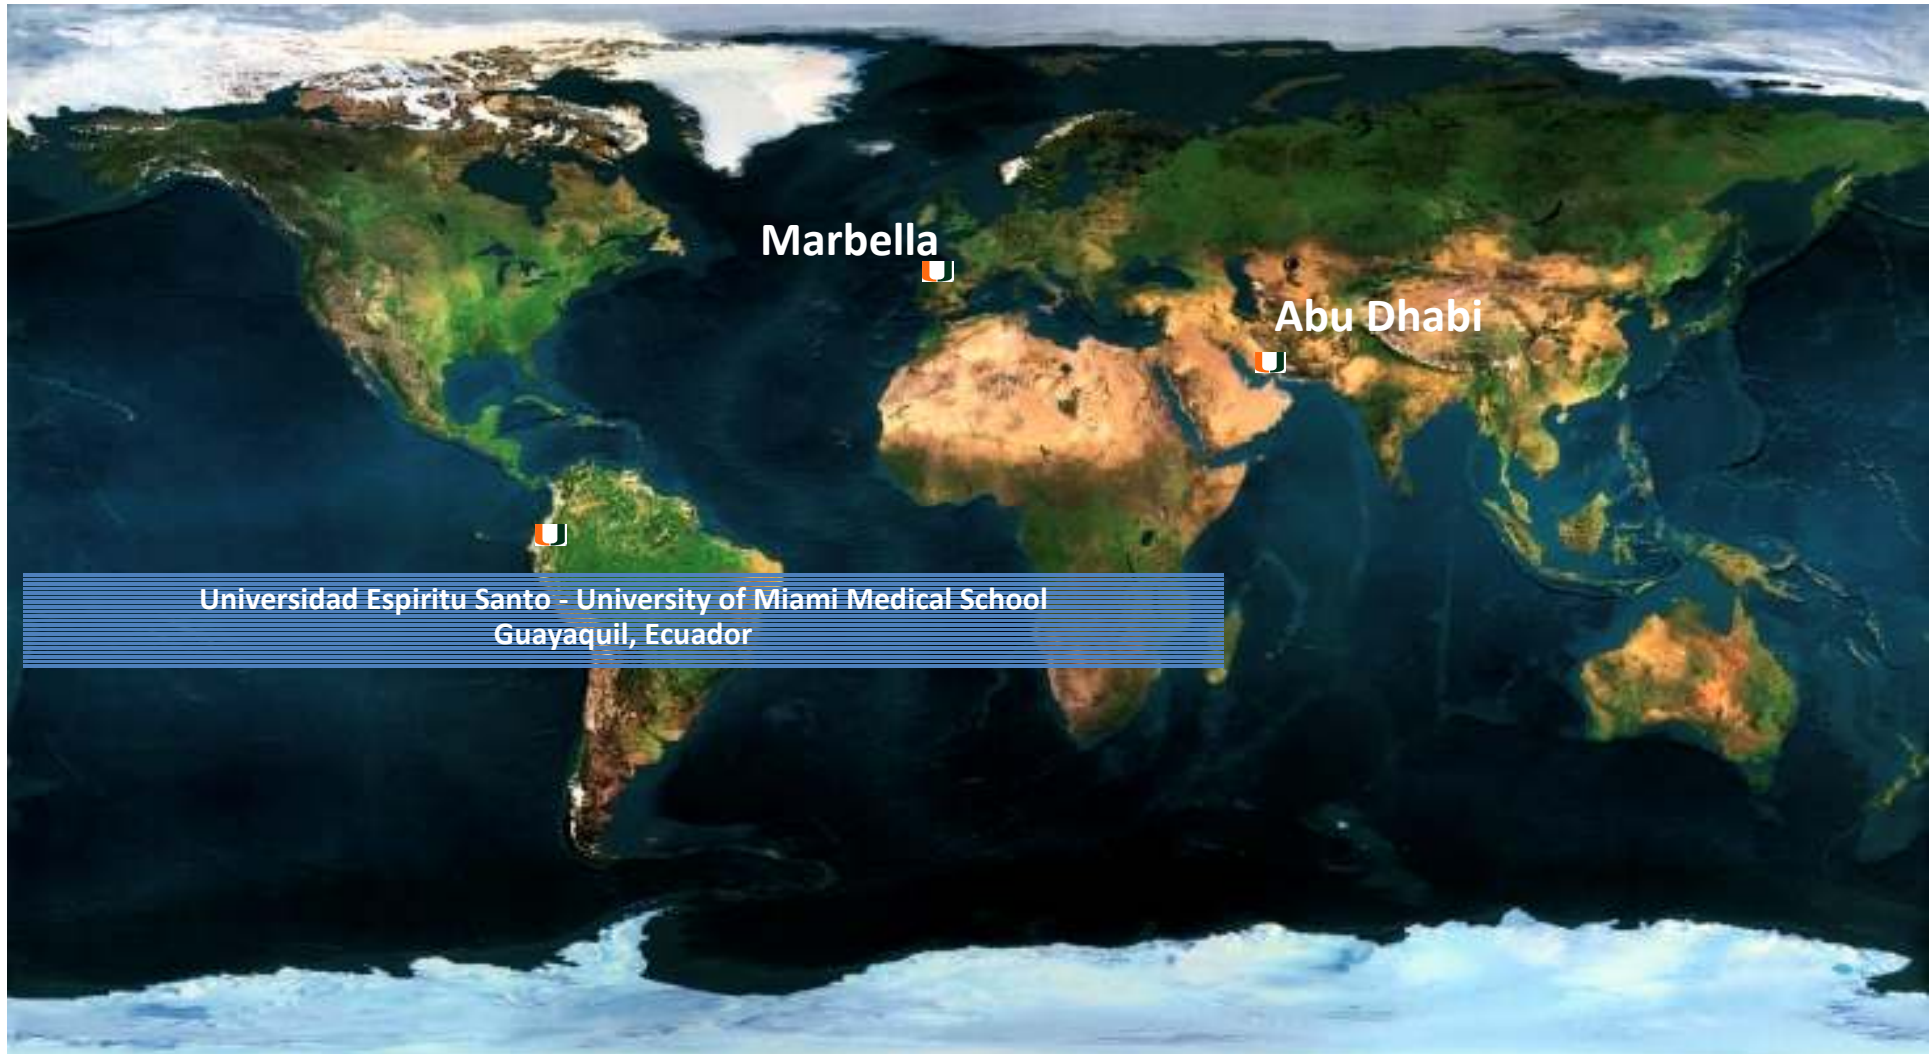 Marbella
Abu Dhabi
Universidad Espiritu Santo - University of Miami Medical School
Guayaquil, Ecuador